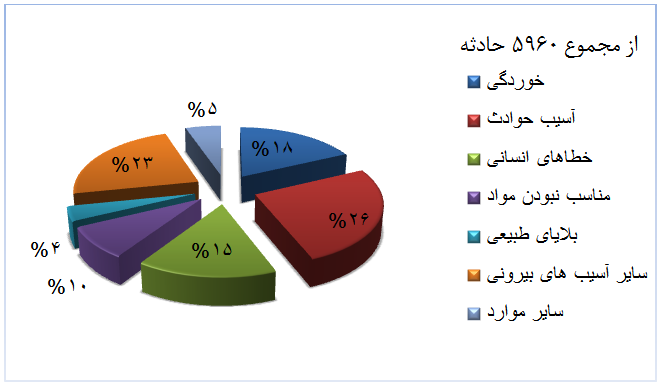 از مجموع ۵۹۶۰ حادثه
خوردگی
آسیب حوادث
خطاهای انسانی
مناسب نبودن مواد
بلایای طبیعی
سایر آسیب های بیرونی
سایر موارد
%۵
%۱۸
%۲۳
%۲۶
%۱۵
%۴
%۱۰